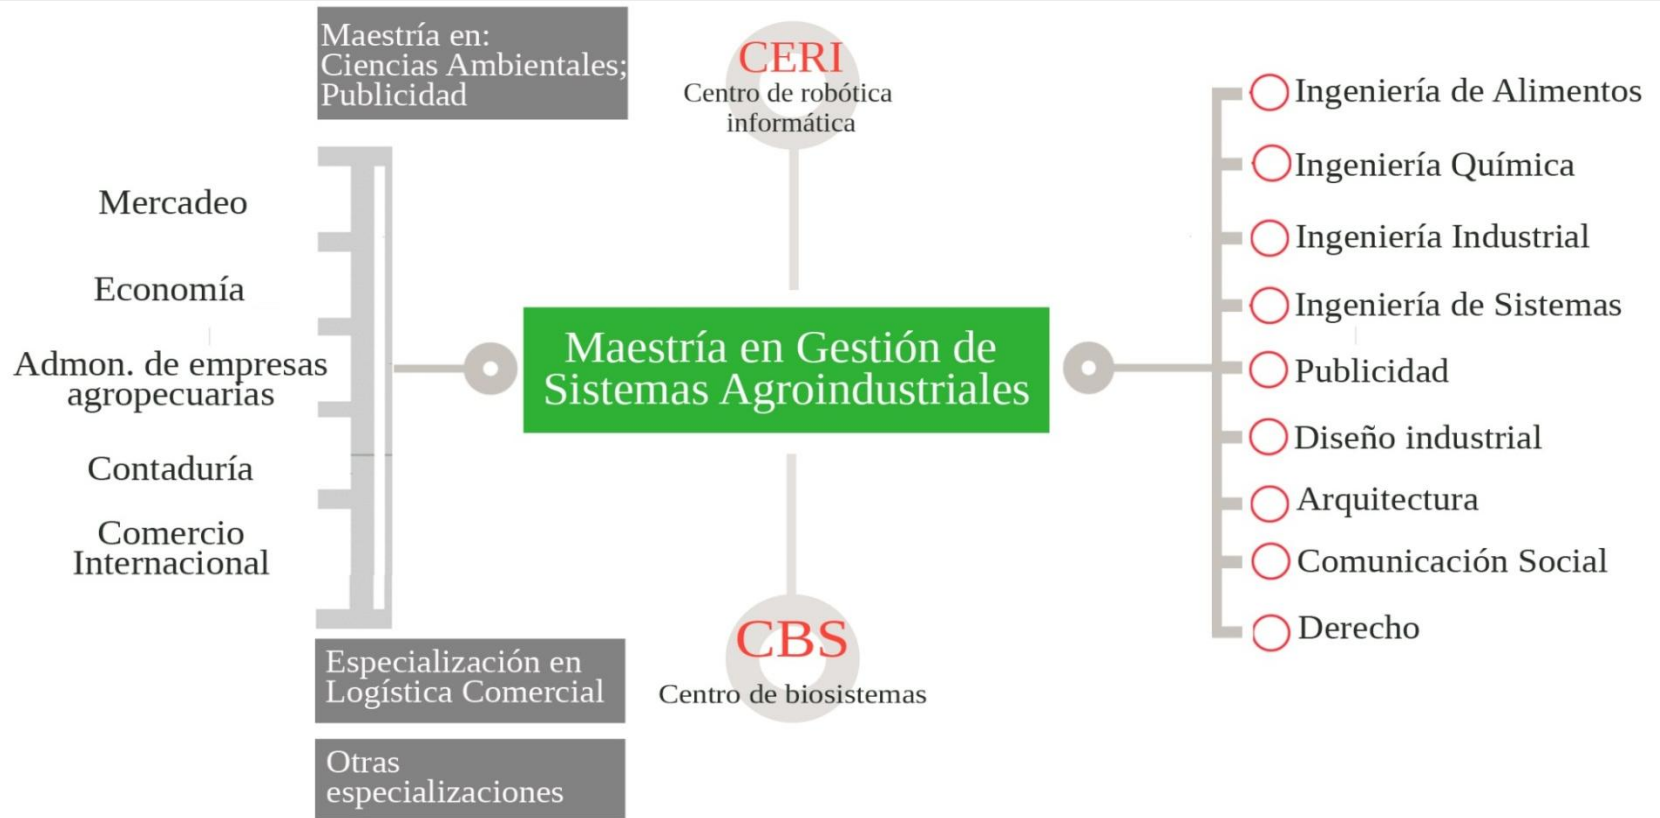 Maestría en:
Ciencias Ambientales;
Publicidad
Mercadeo
Economía
Admon. de empresas
agropecuarias
Contaduría
Comercio
Internacional
Especialización en
Logística Comercial
Otras
especializaciones
CERI
Centro de robótica
informática
Maestría en Gestión de
Sistemas Agroindustriales
CBS
Centro de biosistemas
Ingeniería de Alimentos
Ingeniería Química
Ingeniería Industrial
Ingeniería de Sistemas
Publicidad
Diseño industrial
Arquitectura
Comunicación Social
Derecho